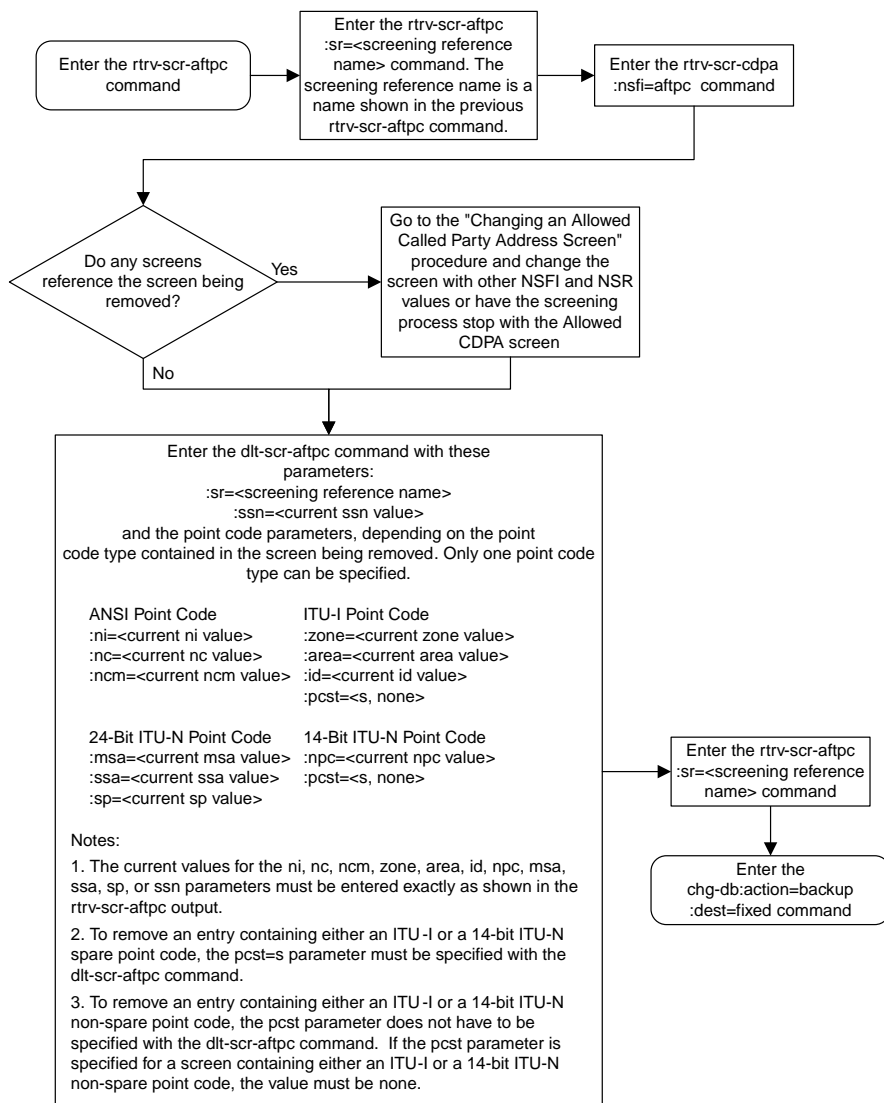 Enter the rtrv-scr-aftpc
command
Enter the rtrv-scr-aftpc
:sr=<screening reference
name> command. The
screening reference name is a
name shown in the previous
rtrv-scr-aftpc command.
Enter the rtrv-scr-cdpa
:nsfi=aftpc command
Do any screens
reference the screen being
removed?
Yes
No
Go to the "Changing an Allowed
Called Party Address Screen"
procedure and change the
screen with other NSFI and NSR
values or have the screening
process stop with the Allowed
CDPA screen
Enter the dlt-scr-aftpc command with these
parameters:
:sr=<screening reference name>
:ssn=<current ssn value>
and the point code parameters, depending on the point
code type contained in the screen being removed. Only one point code
type can be specified.
ANSI Point Code
:ni=<current ni value>
:nc=<current nc value>
:ncm=<current ncm value>
ITU-I Point Code
:zone=<current zone value>
:area=<current area value>
:id=<current id value>
:pcst=<s, none>
24-Bit ITU-N Point Code
:msa=<current msa value>
:ssa=<current ssa value>
:sp=<current sp value>
14-Bit ITU-N Point Code
:npc=<current npc value>
:pcst=<s, none>
Notes:
1. The current values for the ni, nc, ncm, zone, area, id, npc, msa,
ssa, sp, or ssn parameters must be entered exactly as shown in the
rtrv-scr-aftpc output.
2. To remove an entry containing either an ITU-I or a 14-bit ITU-N
spare point code, the pcst=s parameter must be specified with the
dlt-scr-aftpc command.
3. To remove an entry containing either an ITU-I or a 14-bit ITU-N
non-spare point code, the pcst parameter does not have to be
specified with the dlt-scr-aftpc command. If the pcst parameter is
specified for a screen containing either an ITU-I or a 14-bit ITU-N
non-spare point code, the value must be none.
Enter the rtrv-scr-aftpc
:sr=<screening reference
name> command
Enter the
chg-db:action=backup
:dest=fixed command